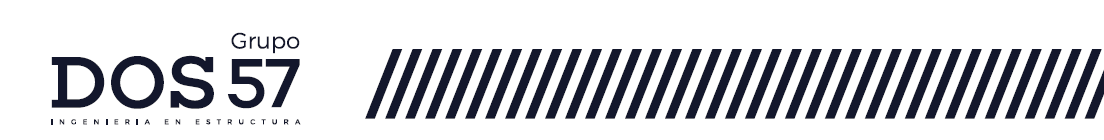 Grupo
DOS 57
INGENIERIA EN ESTRUCTURA